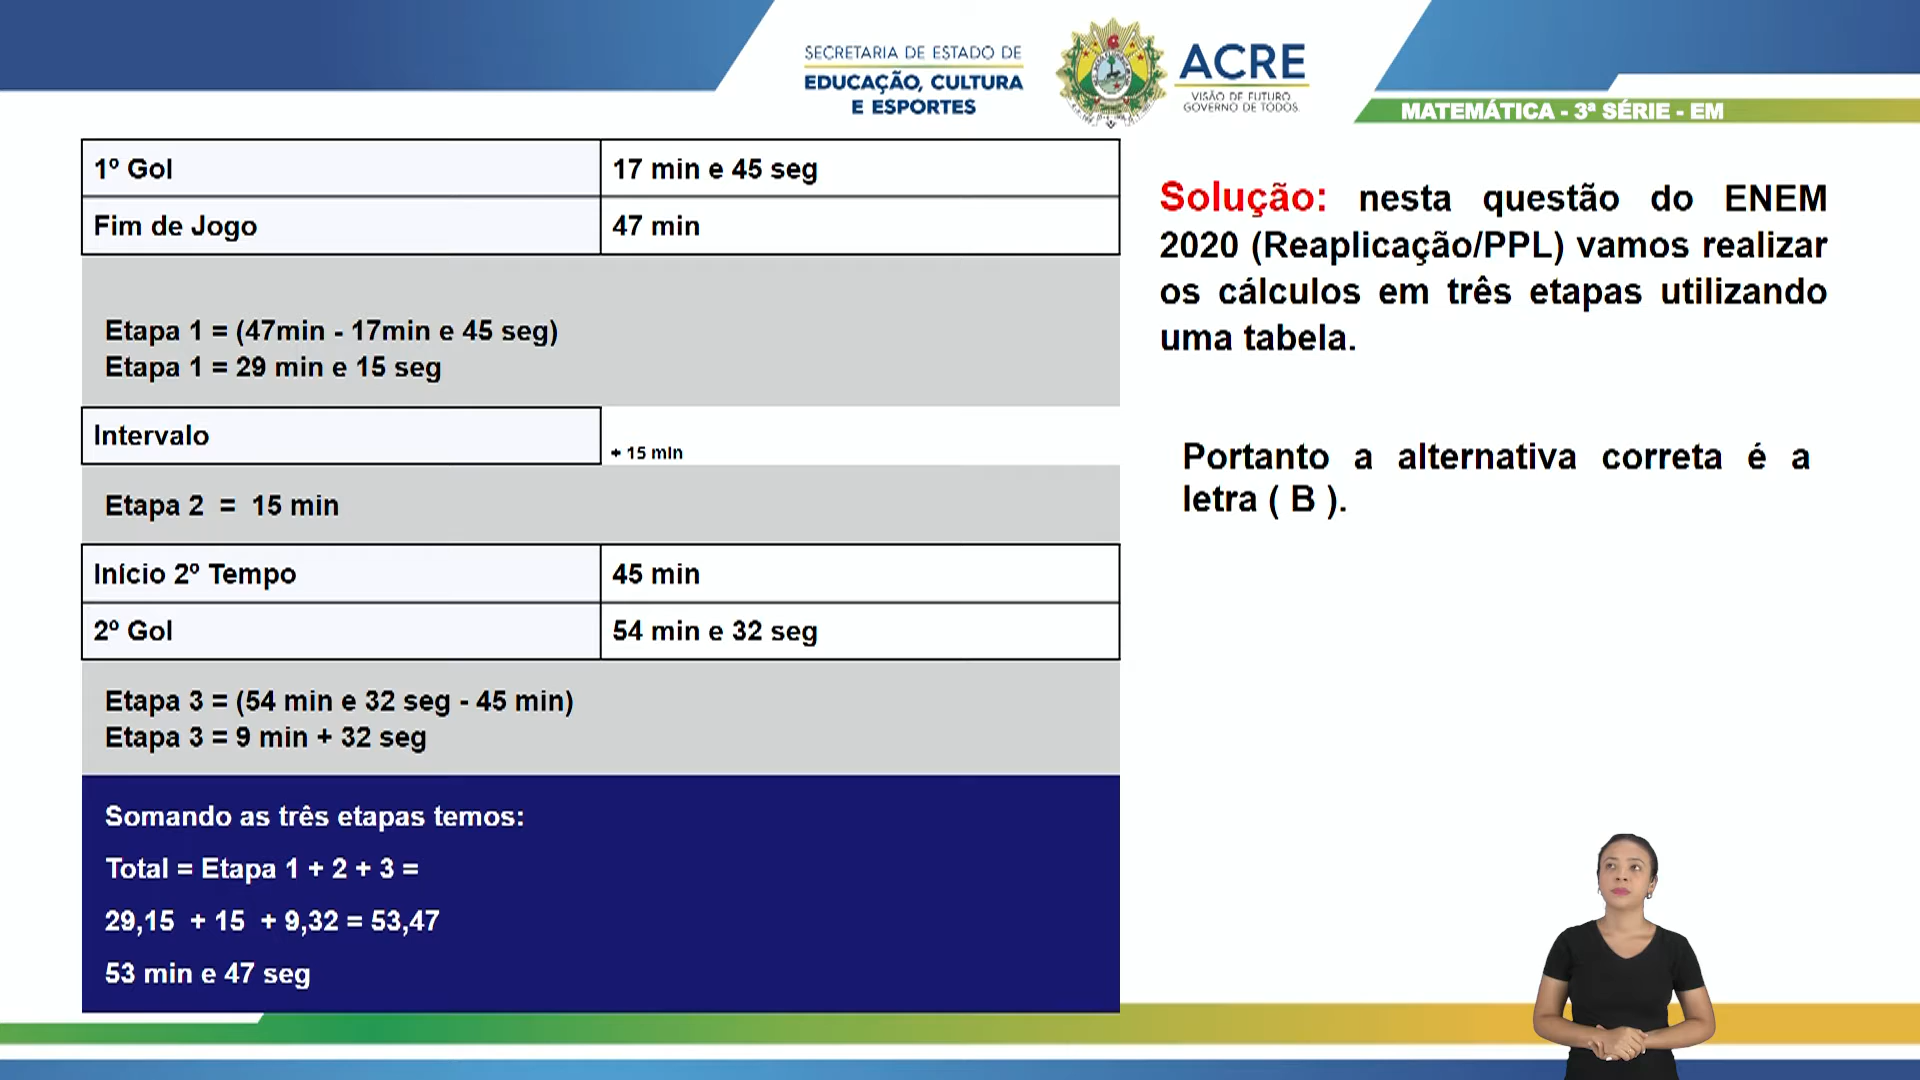 SECRETARIA DE ESTADO DE
EDUCAÇÃO, CULTURA
E ESPORTES
ACRE
VISÃO DE FUTURO
GOVERNO DE TODOS
MATEMÁTICA - 3ª SÉRIE - EM
1º Gol 17 min e 45 seg
Fim de Jogo 47 min
Etapa 1 = (47min - 17min e 45 seg)
Etapa 1 = 29 min e 15 seg
Intervalo + 15 min
Etapa 2 = 15 min
Início 2º Tempo 45 min
2º Gol 54 min e 32 seg
Etapa 3 = (54 min e 32 seg - 45 min)
Etapa 3 = 9 min + 32 seg
Somando as três etapas temos:
Total = Etapa 1 + 2 + 3 =
29,15 + 15 + 9,32 = 53,47
53 min e 47 seg
Solução: nesta questão do ENEM
2020 (Reaplicação/PPL) vamos realizar
os cálculos em três etapas utilizando
uma tabela.
Portanto a alternativa correta é a
letra ( B ).